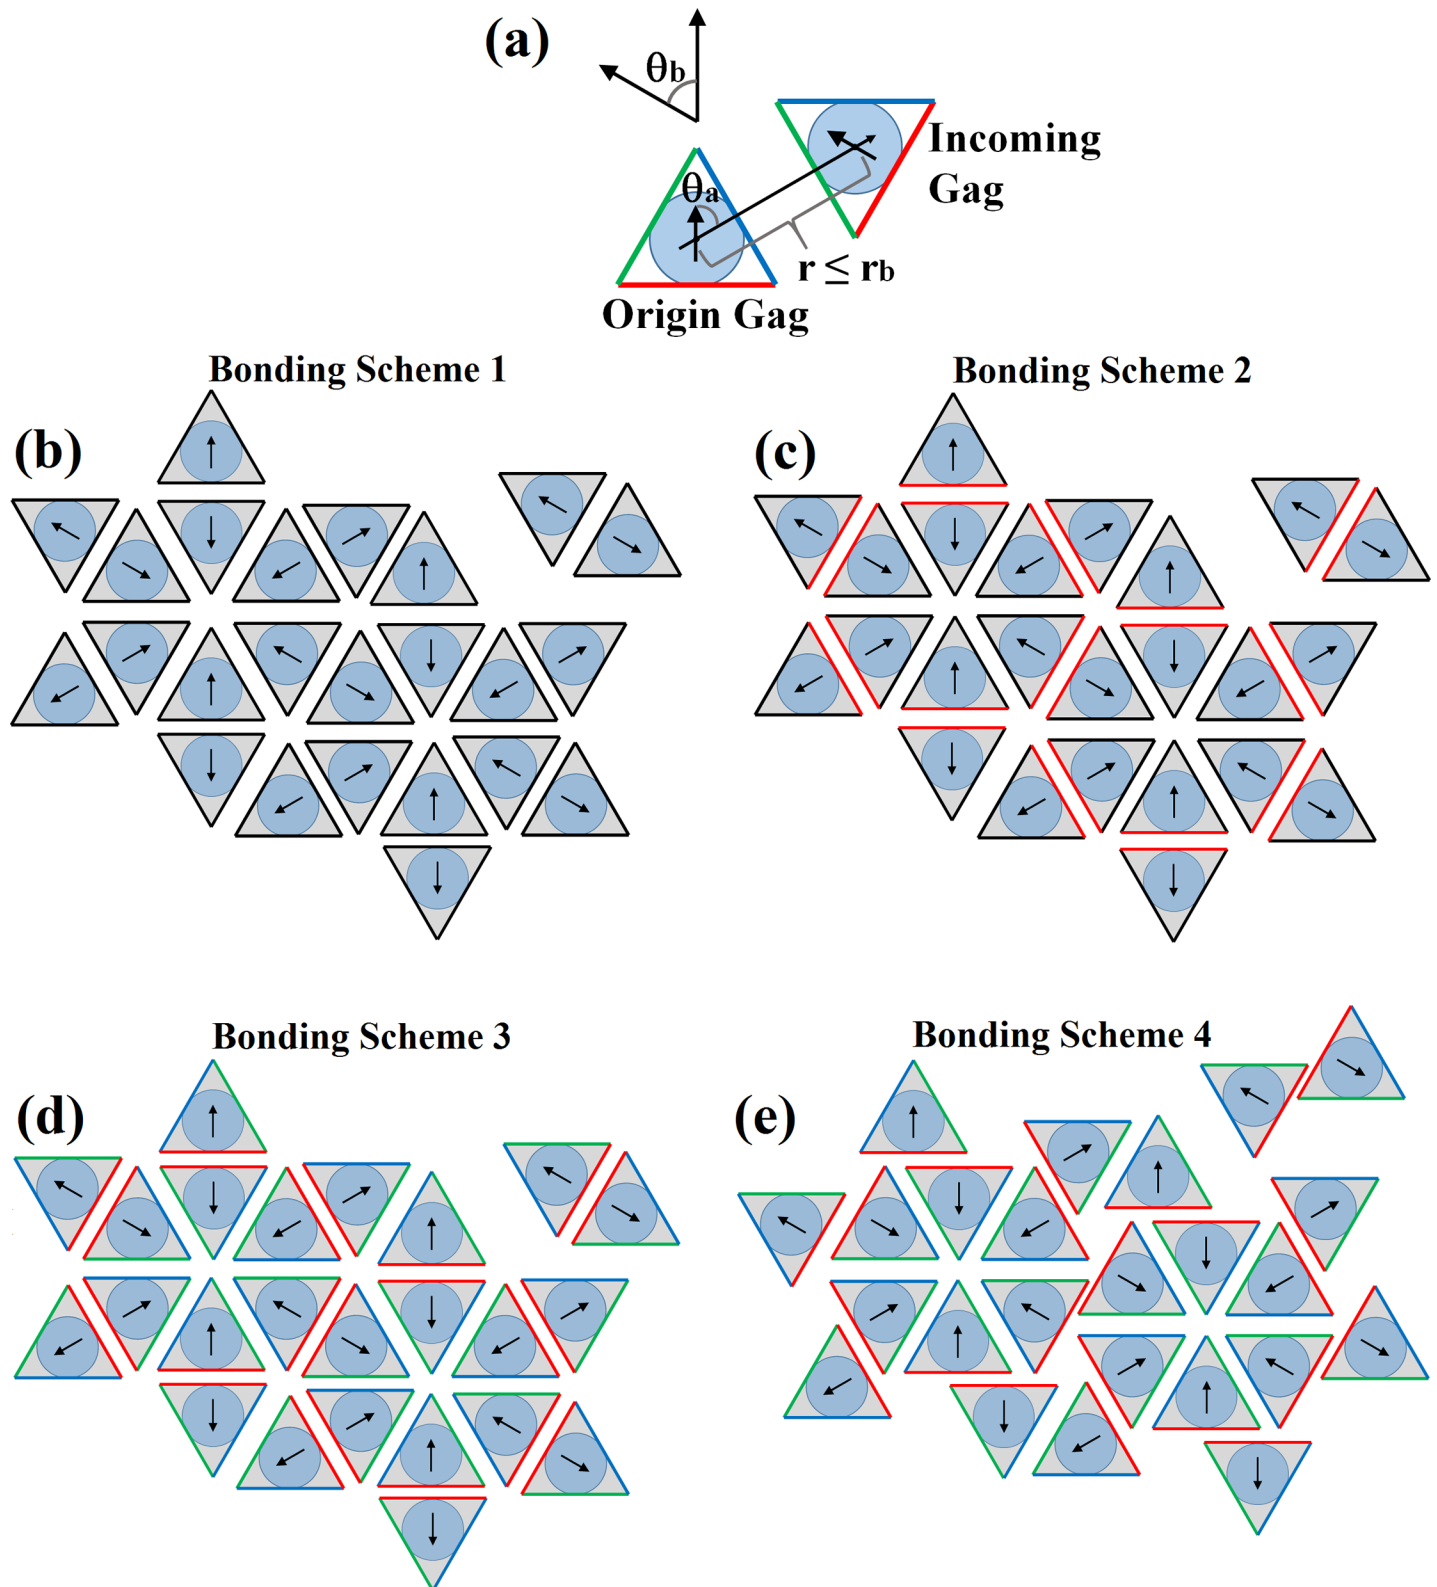 (a)
θb
θa
Incoming
Gag
r ≤ rb
Origin Gag
Bonding Scheme 1
Bonding Scheme 2
(b)
(c)
Bonding Scheme 3
Bonding Scheme 4
(d)
(e)